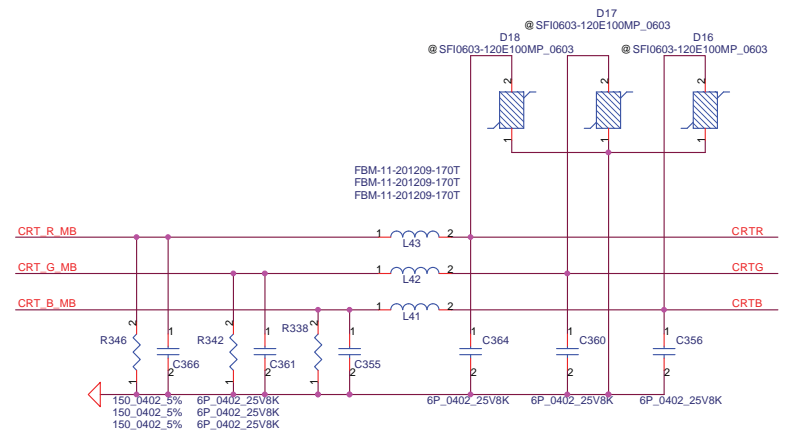 D17
@ SFI0603-120E100MP_0603
D18
D16
@ SFI0603-120E100MP_0603
@ SFI0603-120E100MP_0603
2
2
2
1
1
1
FBM-11-201209-170T
FBM-11-201209-170T
FBM-11-201209-170T
CRT_R_MB
1
2
CRTR
L43
CRT_G_MB
1
2
CRTG
L42
CRT_B_MB
1
2
CRTB
L41
R346
2
1
1
2
C366
R342
2
1
1
2
C361
R338
2
1
1
2
C355
1
C364
2
1
C360
2
1
C356
2
150_0402_5%
6P_0402_25V8K
6P_0402_25V8K
6P_0402_25V8K
6P_0402_25V8K
150_0402_5%
6P_0402_25V8K
150_0402_5%
6P_0402_25V8K